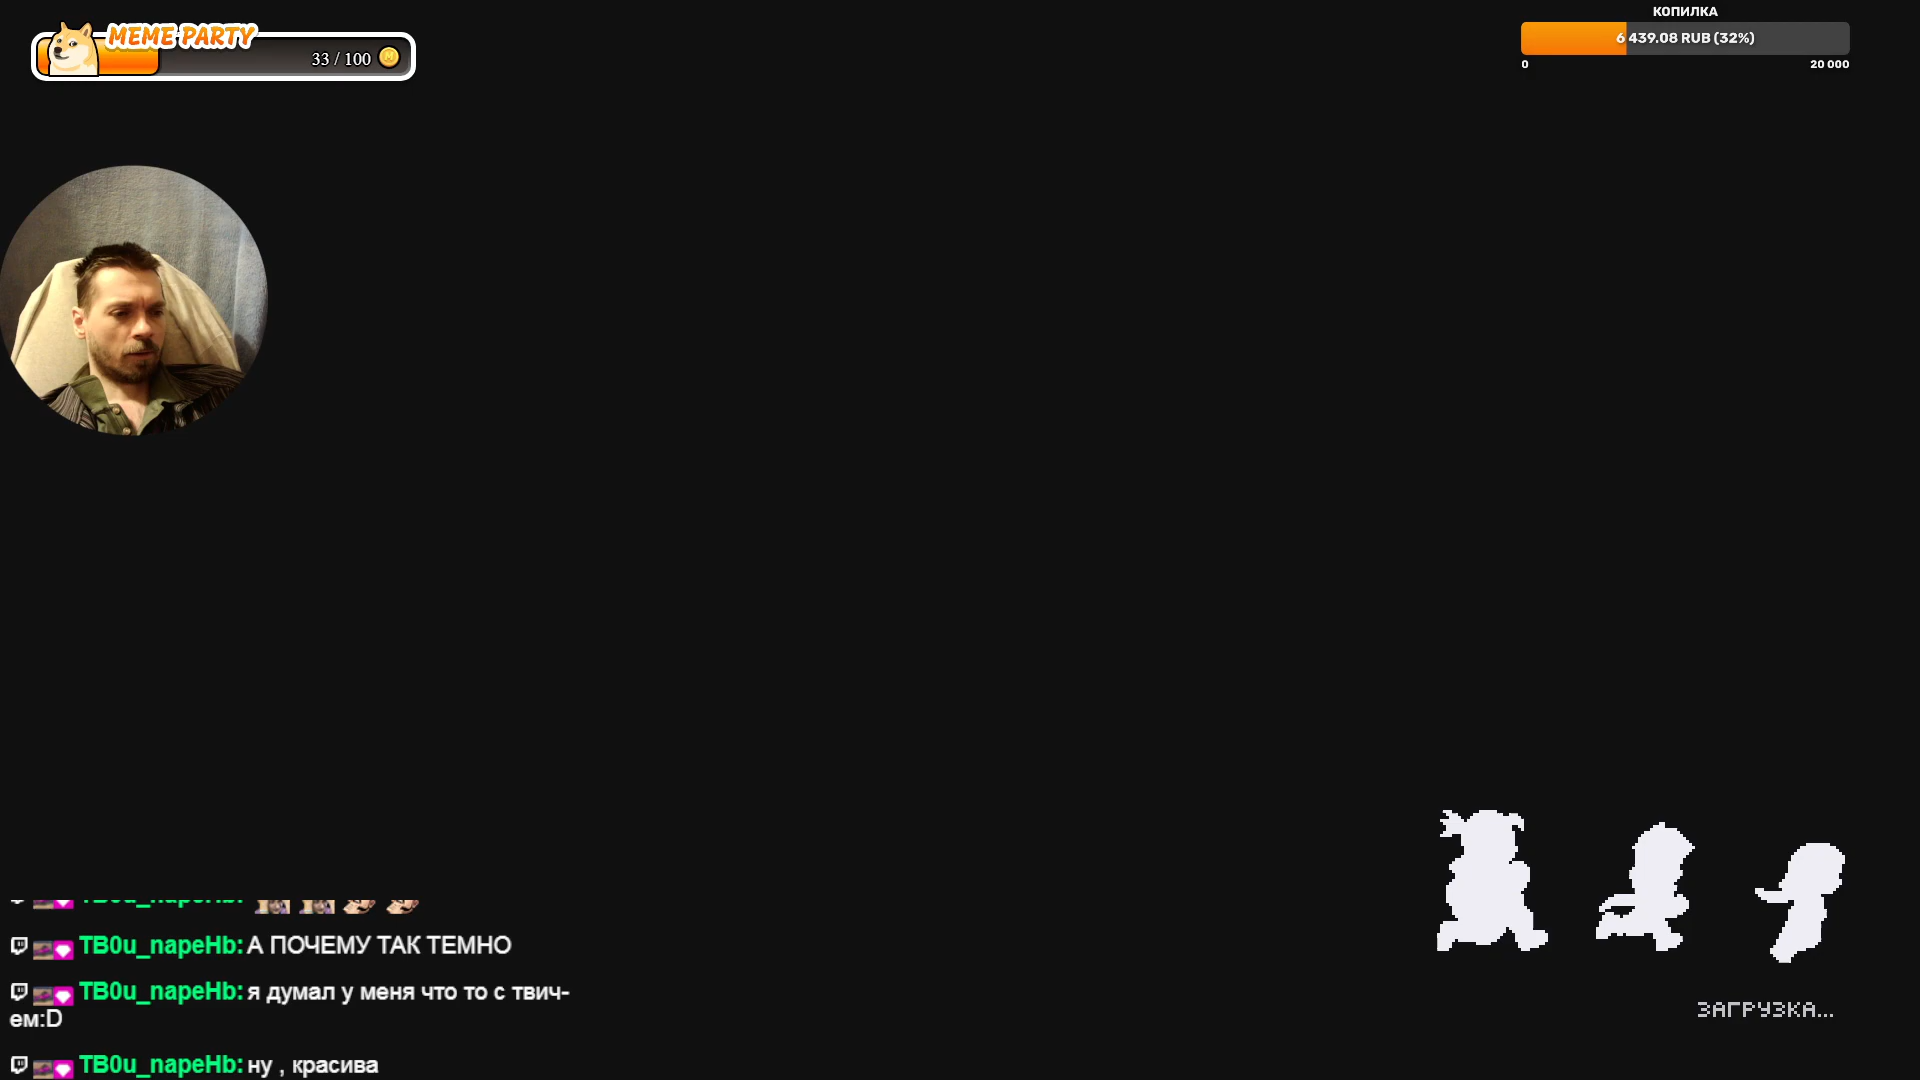 MEME PARTY
33 / 100
КОПИЛКА
6 439.08 RUB (32%)
0
20 000
TB0u_napeHb:
TB0u_napeHb: А ПОЧЕМУ ТАК ТЕМНО
TB0u_napeHb: я думал у меня что то с твич-
ем:D
TB0u_napeHb: ну , красива
ЗАГРУЗКА...